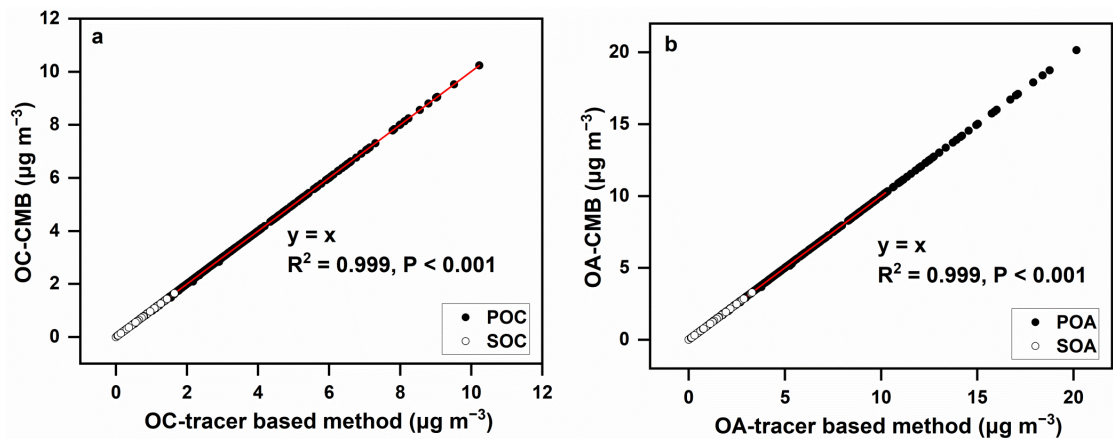 a
12
10
8
6
4
2
0
OC-CMB (μg m⁻³)
y = x
R² = 0.999, P < 0.001
POC
SOC
0 2 4 6 8 10 12
OC-tracer based method (μg m⁻³)
b
20
15
10
5
0
OA-CMB (μg m⁻³)
y = x
R² = 0.999, P < 0.001
POA
SOA
0 5 10 15 20
OA-tracer based method (μg m⁻³)